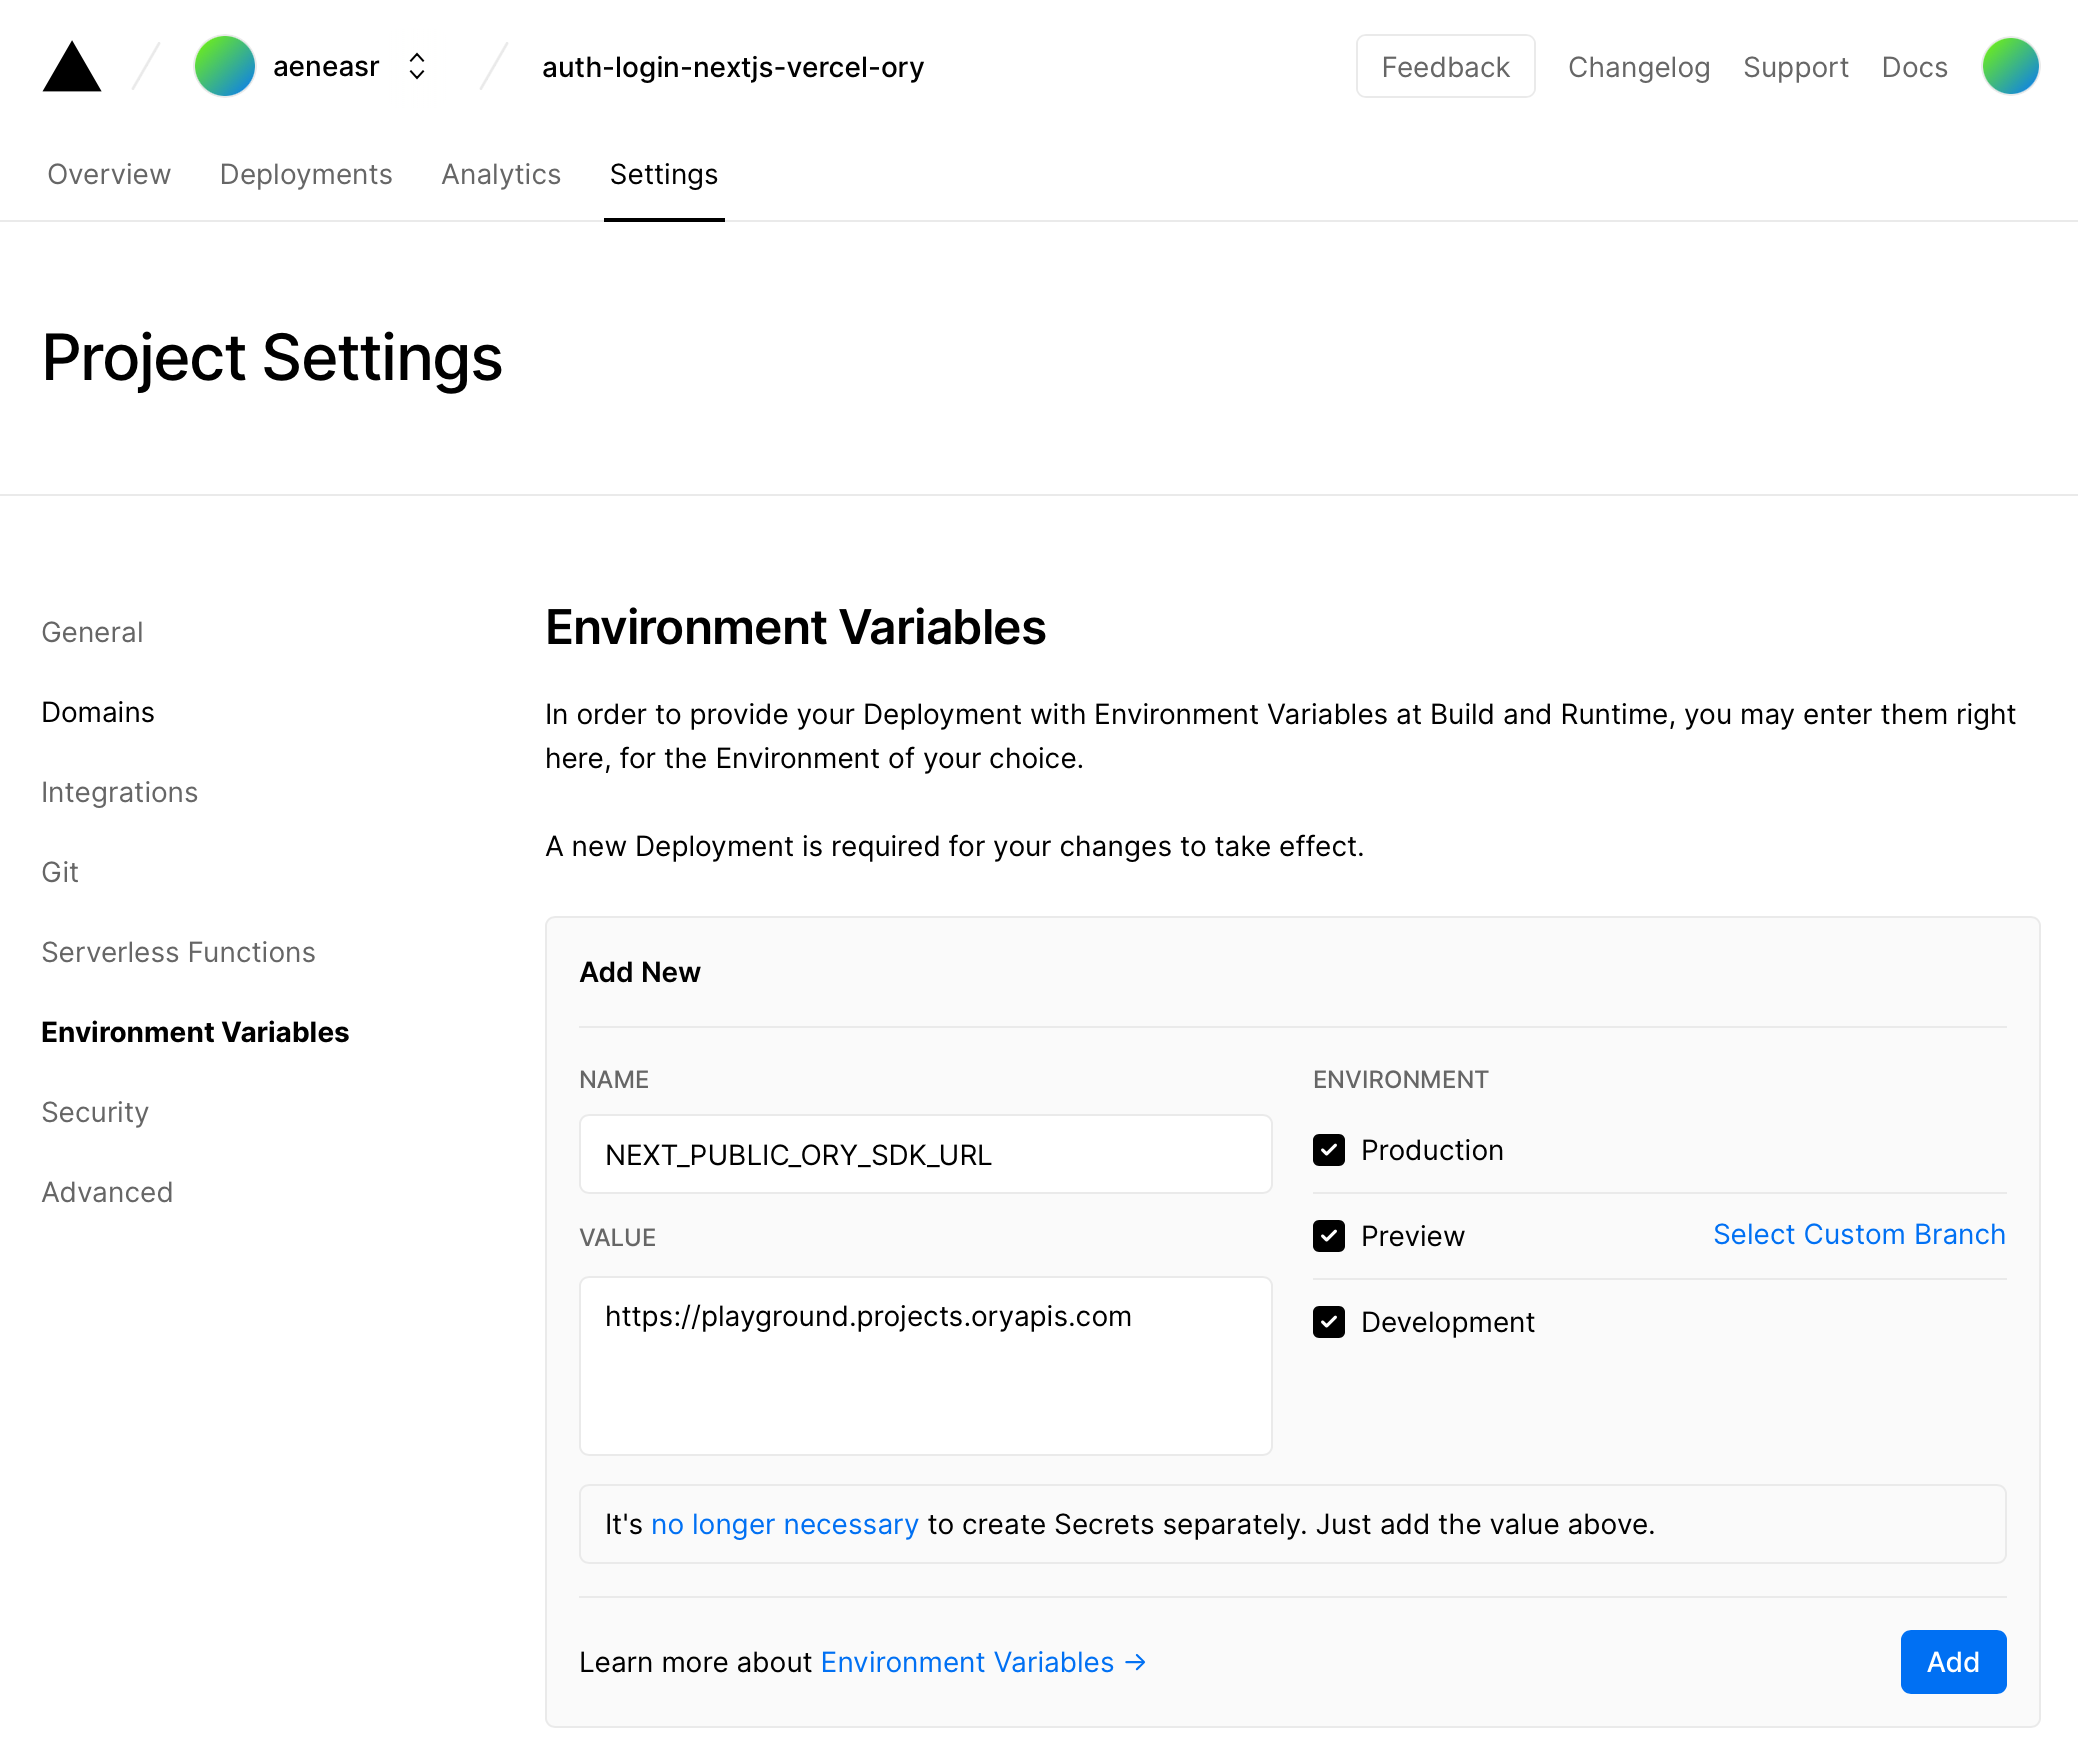 aeneasr
auth-login-nextjs-vercel-ory
Feedback
Changelog
Support
Docs
Overview
Deployments
Analytics
Settings
Project Settings
General
Domains
Integrations
Git
Serverless Functions
Environment Variables
Security
Advanced
Environment Variables
In order to provide your Deployment with Environment Variables at Build and Runtime, you may enter them right
here, for the Environment of your choice.
A new Deployment is required for your changes to take effect.
Add New
NAME
NEXT_PUBLIC_ORY_SDK_URL
VALUE
https://playground.projects.oryapis.com
ENVIRONMENT
Production
Preview
Select Custom Branch
Development
It's no longer necessary to create Secrets separately. Just add the value above.
Learn more about Environment Variables →
Add